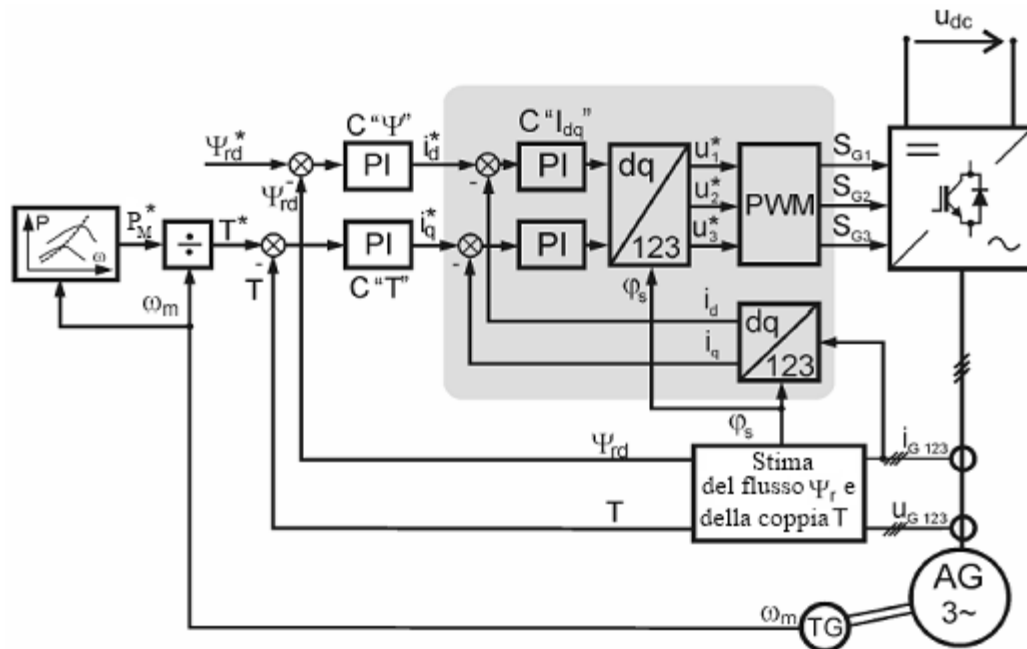 u_dc
C "Ψ"
C "I_dq"
Ψ_rd*
PI
i_d*
-
PI
dq
123
u_1*
u_2*
u_3*
PWM
S_G1
S_G2
S_G3
=
~
Ψ_rd
-
P
ω
P_M*
÷
T*
-
T
PI
i_q*
-
PI
C "T"
φ_s
ω_m
i_d
i_q
dq
123
φ_s
Ψ_rd
T
Stima
del flusso Ψ_r e
della coppia T
i_G 123
u_G 123
AG
3~
ω_m
TG